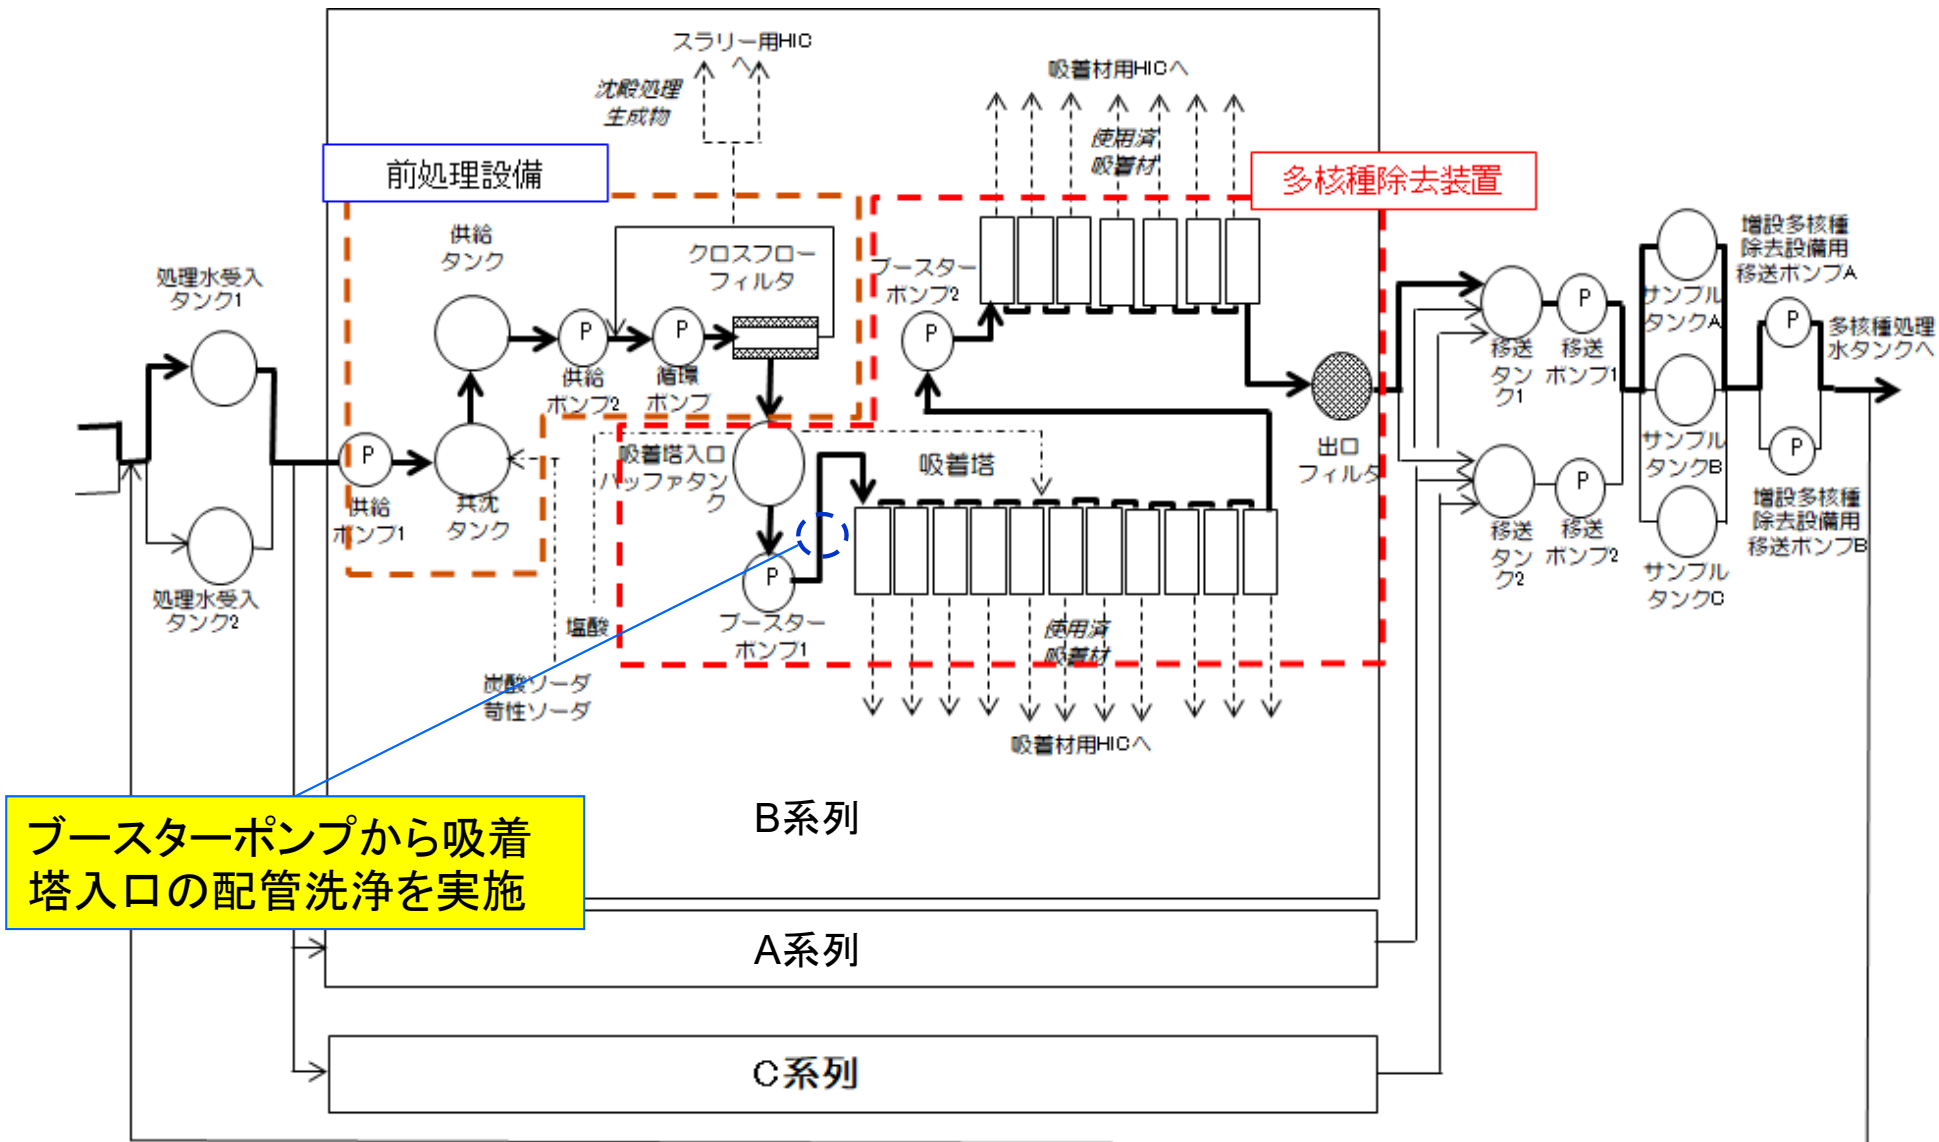 スラリー用HIC
へ
沈殿処理
生成物
吸着材用HICへ
使用済
吸着材
前処理設備
多核種除去装置
供給
タンク
クロスフロー
フィルタ
ブースター
ポンプ2
処理水受入
タンク1
P
供給
ポンプ2
P
循環
ポンプ
P
P
供給
ポンプ1
共沈
タンク
吸着塔入口
バッファタン
ク
吸着塔
出口
フィルタ
P
ブースター
ポンプ1
処理水受入
タンク2
塩酸
炭酸ソーダ
苛性ソーダ
使用済
吸着材
吸着材用HICへ
移送
タン
ク1
P
移送
ポンプ1
移送
タン
ク2
P
移送
ポンプ2
サンプル
タンクA
サンプル
タンクB
サンプル
タンクC
増設多核種
除去設備用
移送ポンプA
P
多核種処理
水タンクへ
P
増設多核種
除去設備用
移送ポンプB
ブースターポンプから吸着
塔入口の配管洗浄を実施
B系列
A系列
C系列